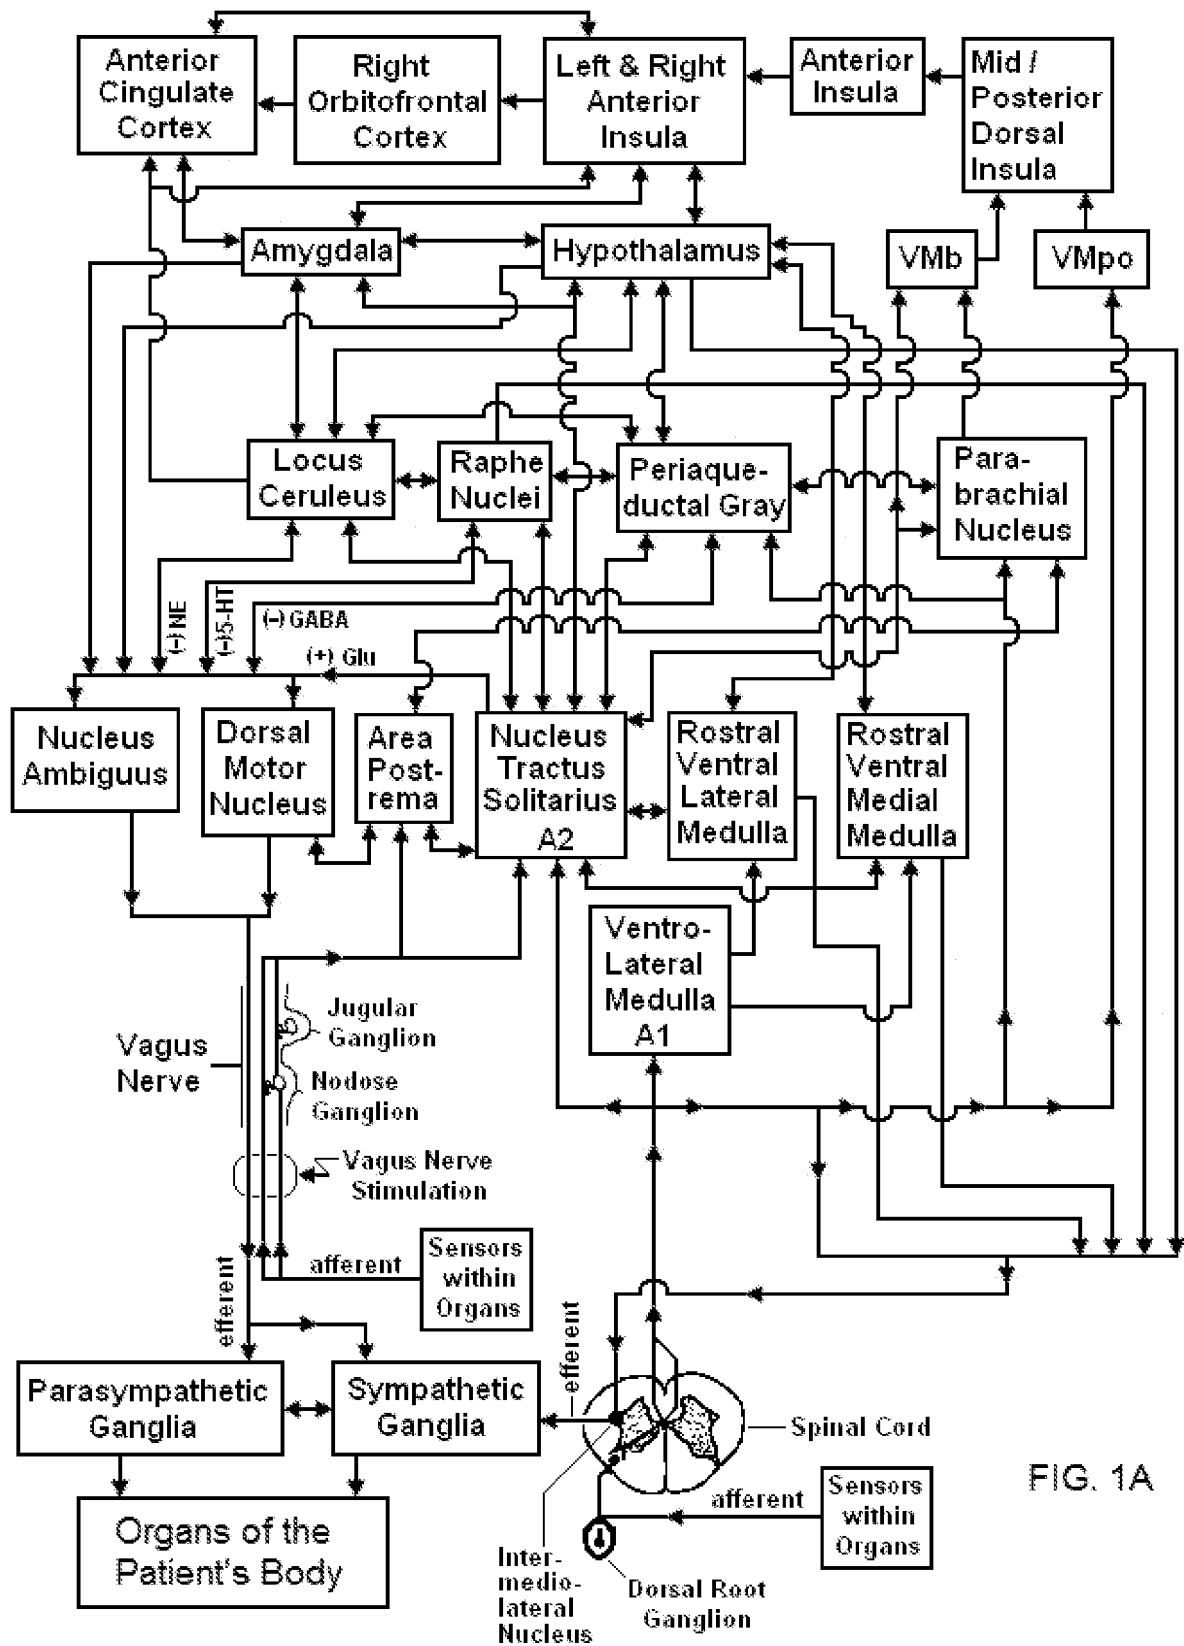 Anterior
Cingulate
Cortex
Right
Orbitofrontal
Cortex
Left & Right
Anterior
Insula
Anterior
Insula
Mid /
Posterior
Dorsal
Insula
Amygdala
Hypothalamus
VMb
VMpo
Locus
Ceruleus
Raphe
Nuclei
Periaque-
ductal Gray
Para-
brachial
Nucleus
(–) NE
(–)5-HT
(–) GABA
(+) Glu
Nucleus
Ambiguus
Dorsal
Motor
Nucleus
Area
Post-
rema
Nucleus
Tractus
Solitarius
A2
Rostral
Ventral
Lateral
Medulla
Rostral
Ventral
Medial
Medulla
Ventro-
Lateral
Medulla
A1
Jugular
Ganglion
Vagus
Nerve
Nodose
Ganglion
Vagus Nerve
Stimulation
afferent
Sensors
within
Organs
efferent
efferent
Parasympathetic
Ganglia
Sympathetic
Ganglia
Spinal Cord
FIG. 1A
afferent
Sensors
within
Organs
Organs of the
Patient's Body
Inter-
medio-
lateral
Nucleus
Dorsal Root
Ganglion